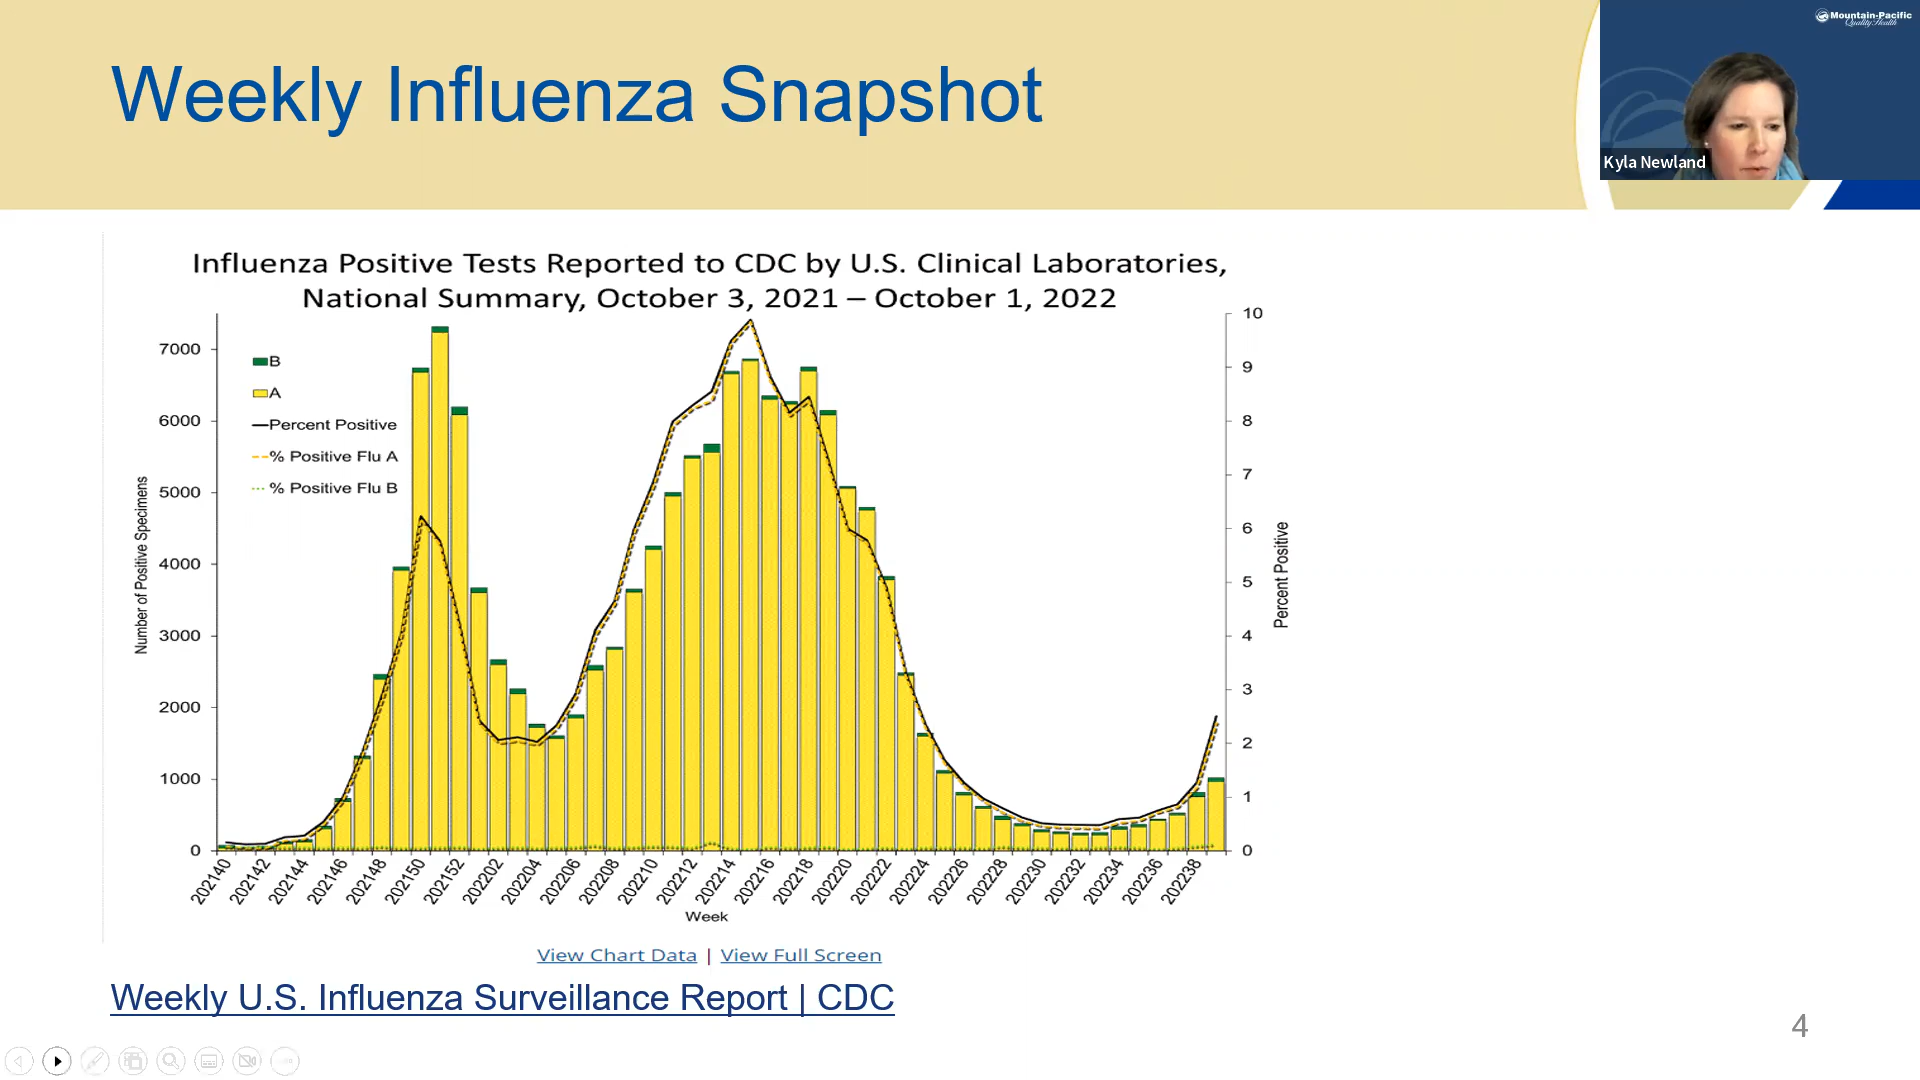 Weekly Influenza Snapshot
Mountain-Pacific
Quality Health
Kyla Newland
Influenza Positive Tests Reported to CDC by U.S. Clinical Laboratories,
National Summary, October 3, 2021 – October 1, 2022
B
A
Percent Positive
% Positive Flu A
% Positive Flu B
Number of Positive Specimens
7000
6000
5000
4000
3000
2000
1000
0
10
9
8
7
6
5
4
3
2
1
0
Percent Positive
202140
202142
202144
202146
202148
202150
202152
202202
202204
202206
202208
202210
202212
202214
202216
202218
202220
202222
202224
202226
202228
202230
202232
202234
202236
202238
Week
View Chart Data | View Full Screen
Weekly U.S. Influenza Surveillance Report | CDC
4